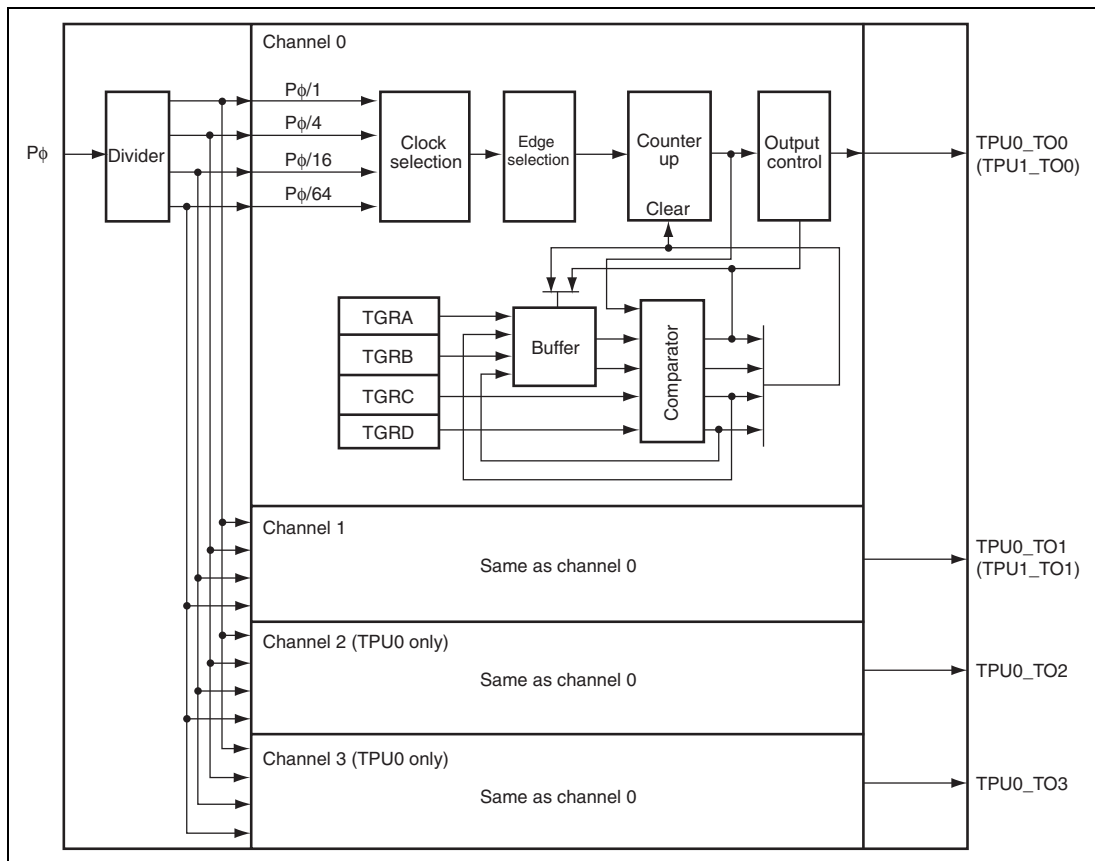 Channel 0
Pϕ
Divider
Pϕ/1
Pϕ/4
Pϕ/16
Pϕ/64
Clock
selection
Edge
selection
Counter
up
Clear
Output
control
TPU0_TO0
(TPU1_TO0)
TGRA
TGRB
TGRC
TGRD
Buffer
Comparator
Channel 1
Same as channel 0
TPU0_TO1
(TPU1_TO1)
Channel 2 (TPU0 only)
Same as channel 0
TPU0_TO2
Channel 3 (TPU0 only)
Same as channel 0
TPU0_TO3